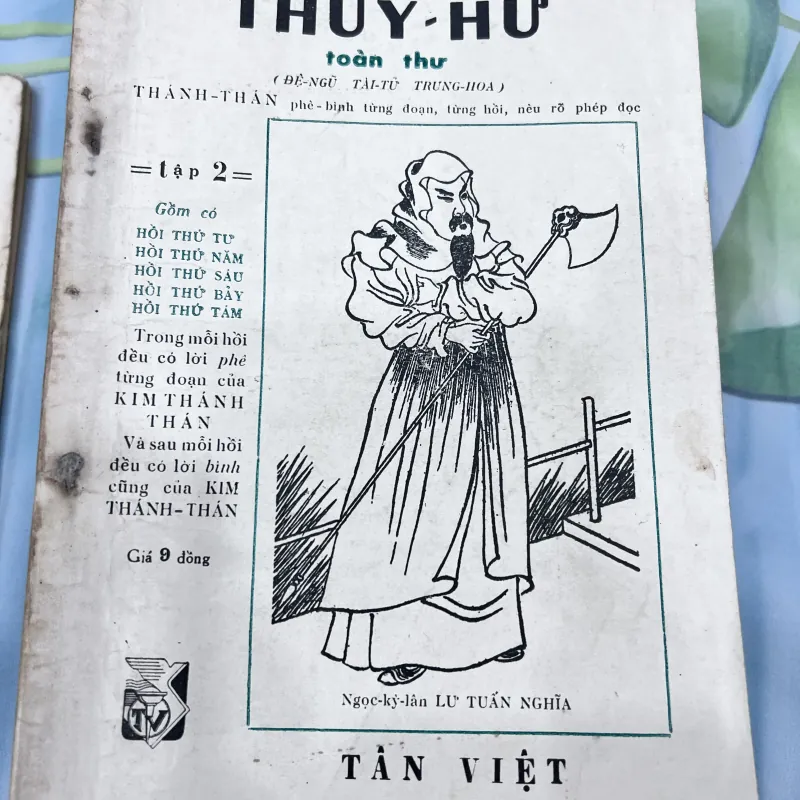 THỦY-HỬ
toàn thư
( ĐỆ-NGŨ TÀI-TỬ TRUNG-HOA )
THÁNH-THÁN phê-bình từng đoạn, từng hồi, nêu rõ phép đọc
= tập 2 =
Gồm có
HỒI THỨ TƯ
HỒI THỨ NĂM
HỒI THỨ SÁU
HỒI THỨ BẢY
HỒI THỨ TÁM
Trong mỗi hồi
đều có lời phê
từng đoạn của
KIM THÁNH
THÁN
Và sau mỗi hồi
đều có lời bình
cũng của KIM
THÁNH-THÁN
Giá 9 đồng
TV
Ngọc-kỳ-lân LƯ TUẤN NGHĨA
TÂN VIỆT